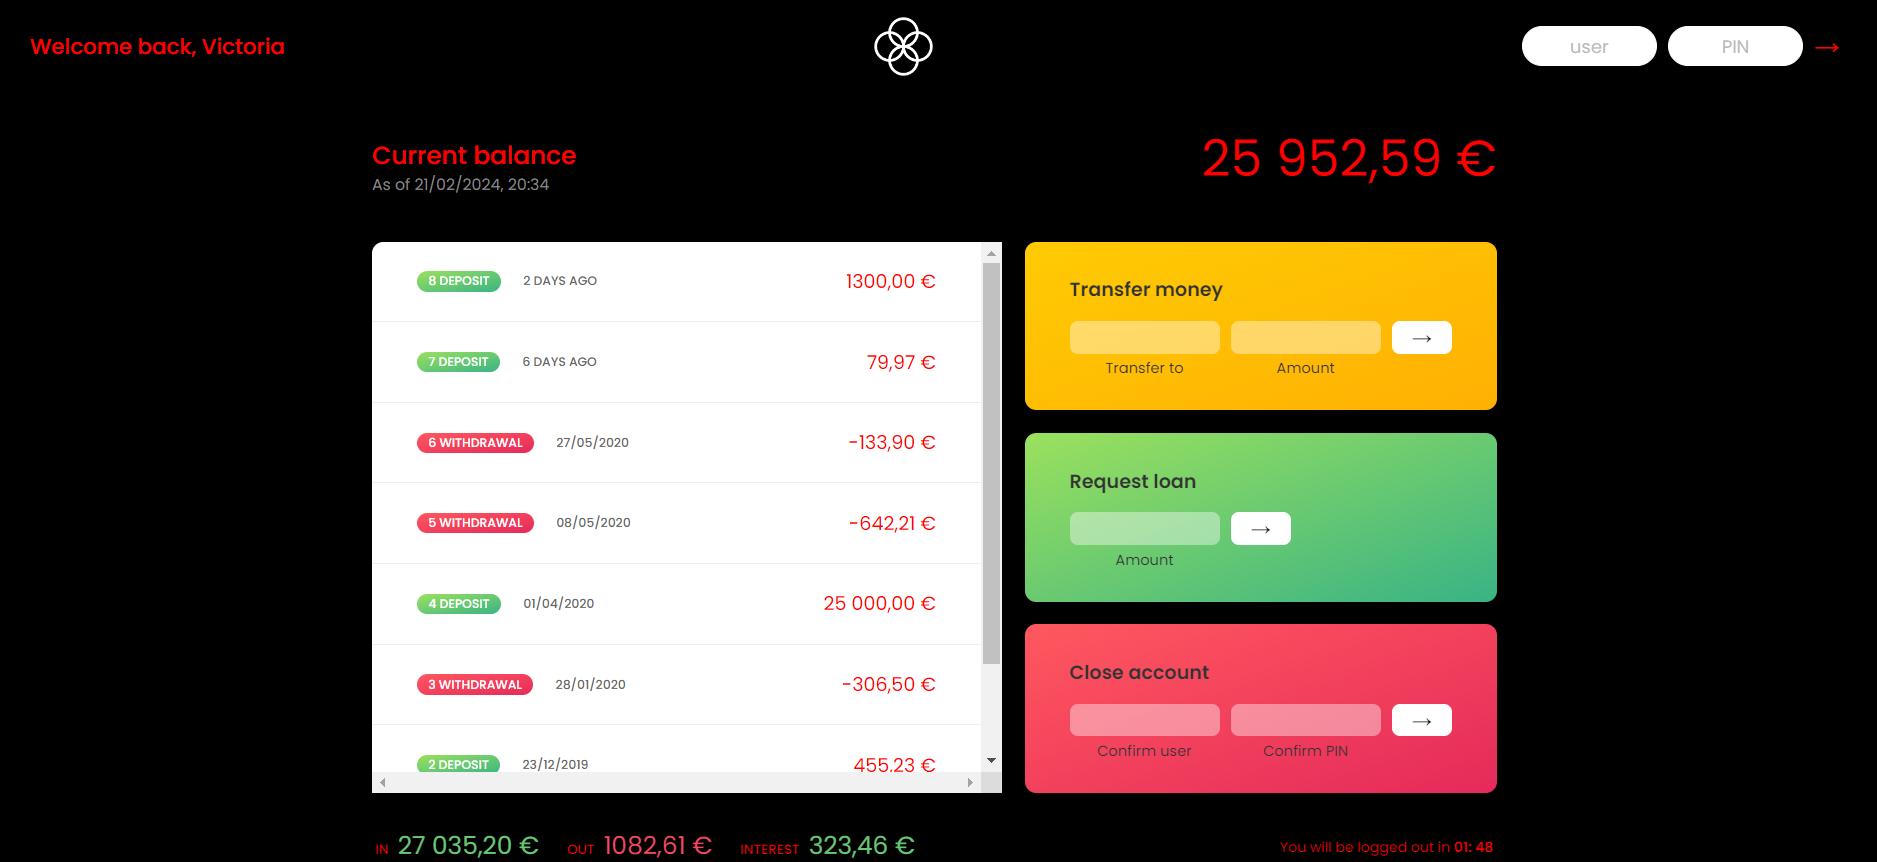 Welcome back, Victoria
user
PIN
→
Current balance
As of 21/02/2024, 20:34
25 952,59 €
8 DEPOSIT 2 DAYS AGO 1300,00 €
7 DEPOSIT 6 DAYS AGO 79,97 €
6 WITHDRAWAL 27/05/2020 -133,90 €
5 WITHDRAWAL 08/05/2020 -642,21 €
4 DEPOSIT 01/04/2020 25 000,00 €
3 WITHDRAWAL 28/01/2020 -306,50 €
2 DEPOSIT 23/12/2019 455,23 €
Transfer money
→
Transfer to Amount
Request loan
→
Amount
Close account
→
Confirm user Confirm PIN
IN 27 035,20 € OUT 1082,61 € INTEREST 323,46 €
You will be logged out in 01: 48